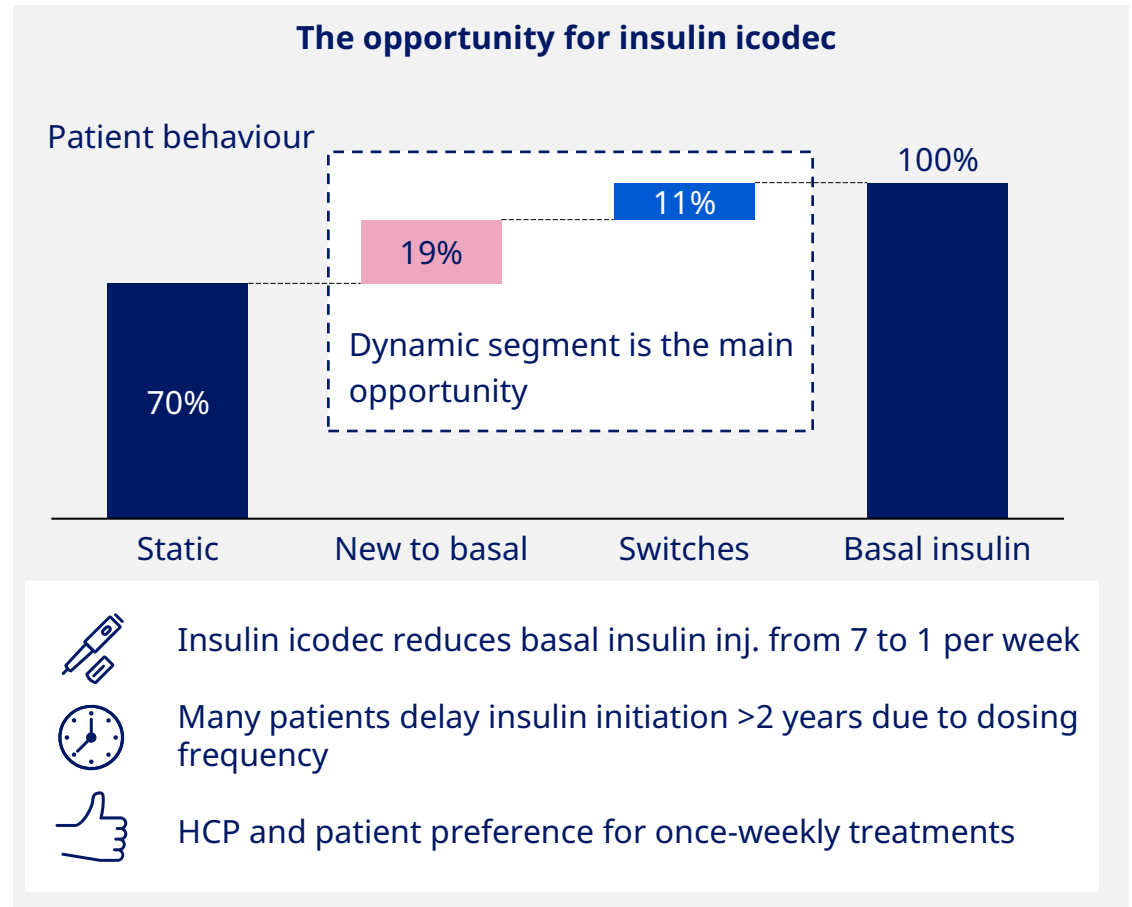 The opportunity for insulin icodec
Patient behaviour
100%
11%
19%
Dynamic segment is the main
opportunity
70%
Static
New to basal
Switches
Basal insulin
Insulin icodec reduces basal insulin inj. from 7 to 1 per week
Many patients delay insulin initiation >2 years due to dosing
frequency
HCP and patient preference for once-weekly treatments